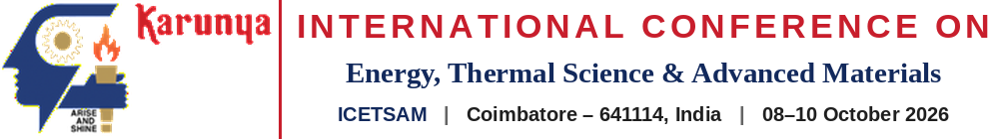 Karunya
ARISE
AND
SHINE
INTERNATIONAL CONFERENCE ON
Energy, Thermal Science & Advanced Materials
ICETSAM | Coimbatore – 641114, India | 08–10 October 2026